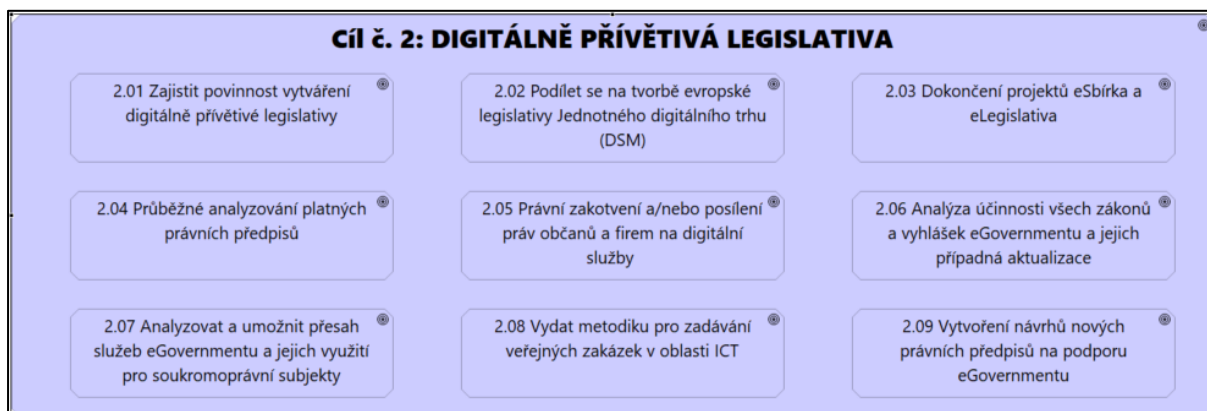 Cíl č. 2: DIGITÁLNĚ PŘÍVĚTIVÁ LEGISLATIVA
2.01 Zajistit povinnost vytváření
digitálně přívětivé legislativy
2.02 Podílet se na tvorbě evropské
legislativy Jednotného digitálního trhu
(DSM)
2.03 Dokončení projektů eSbírka a
eLegislativa
2.04 Průběžné analyzování platných
právních předpisů
2.05 Právní zakotvení a/nebo posílení
práv občanů a firem na digitální
služby
2.06 Analýza účinnosti všech zákonů
a vyhlášek eGovernmentu a jejich
případná aktualizace
2.07 Analyzovat a umožnit přesah
služeb eGovernmentu a jejich využití
pro soukromoprávní subjekty
2.08 Vydat metodiku pro zadávání
veřejných zakázek v oblasti ICT
2.09 Vytvoření návrhů nových
právních předpisů na podporu
eGovernmentu